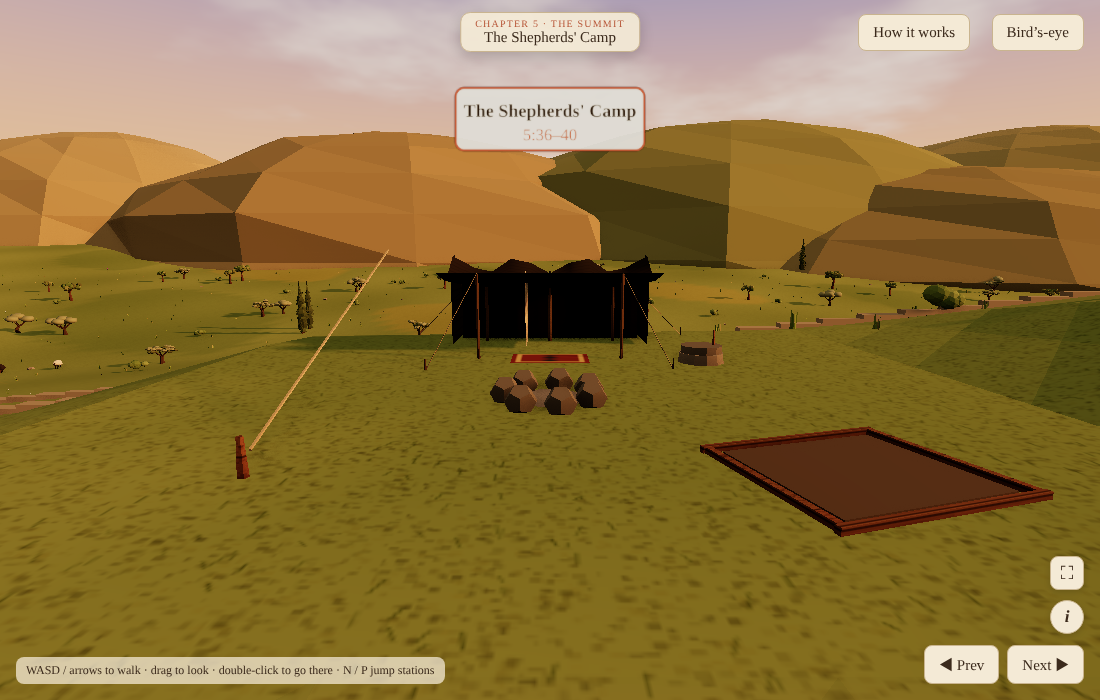 CHAPTER 5 · THE SUMMIT
The Shepherds' Camp
How it works
Bird's-eye
The Shepherds' Camp
5:36–40
i
WASD / arrows to walk · drag to look · double-click to go there · N / P jump stations
◀ Prev
Next ▶